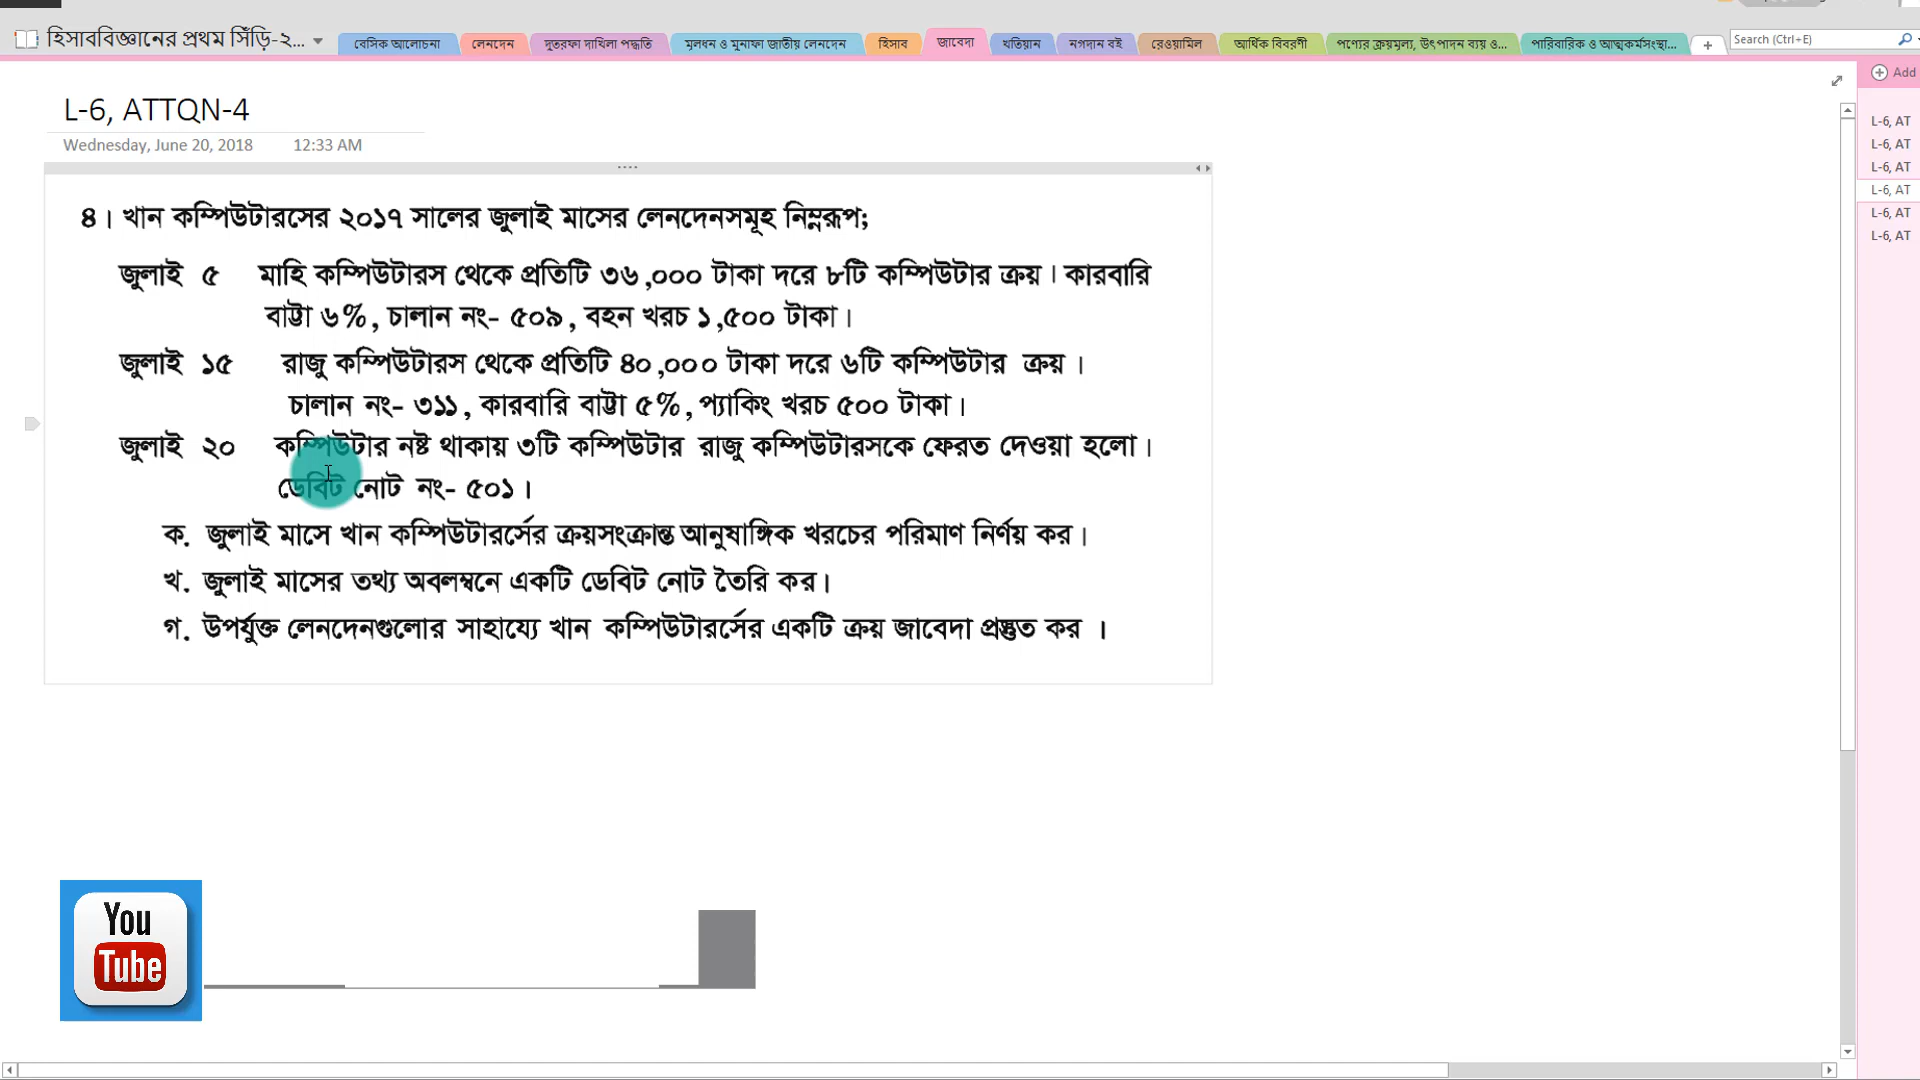 হিসাববিজ্ঞানের প্রথম সিঁড়ি-২...
বেসিক আলোচনা
লেনদেন
দুতরফা দাখিলা পদ্ধতি
মূলধন ও মুনাফা জাতীয় লেনদেন
হিসাব
জাবেদা
খতিয়ান
নগদান বই
রেওয়ামিল
আর্থিক বিবরণী
পণ্যের ক্রয়মূল্য, উৎপাদন ব্যয় ও...
পারিবারিক ও আত্মকর্মসংস্থা...
Search (Ctrl+E)
Add
L-6, ATTQN-4
Wednesday, June 20, 2018 12:33 AM
৪। খান কম্পিউটারসের ২০১৭ সালের জুলাই মাসের লেনদেনসমূহ নিম্নরূপ;
জুলাই ৫ মাহি কম্পিউটারস থেকে প্রতিটি ৩৬,০০০ টাকা দরে ৮টি কম্পিউটার ক্রয়। কারবারি
বাট্টা ৬%, চালান নং- ৫০৯, বহন খরচ ১,৫০০ টাকা।
জুলাই ১৫ রাজু কম্পিউটারস থেকে প্রতিটি ৪০,০০০ টাকা দরে ৬টি কম্পিউটার ক্রয়।
চালান নং- ৩১১, কারবারি বাট্টা ৫%, প্যাকিং খরচ ৫০০ টাকা।
জুলাই ২০ কম্পিউটার নষ্ট থাকায় ৩টি কম্পিউটার রাজু কম্পিউটারসকে ফেরত দেওয়া হলো।
ডেবিট নোট নং- ৫০১।
ক. জুলাই মাসে খান কম্পিউটারর্সের ক্রয়সংক্রান্ত আনুষাঙ্গিক খরচের পরিমাণ নির্ণয় কর।
খ. জুলাই মাসের তথ্য অবলম্বনে একটি ডেবিট নোট তৈরি কর।
গ. উপর্যুক্ত লেনদেনগুলোর সাহায্যে খান কম্পিউটারর্সের একটি ক্রয় জাবেদা প্রস্তুত কর ।
L-6, AT
L-6, AT
L-6, AT
L-6, AT
L-6, AT
L-6, AT
You
Tube